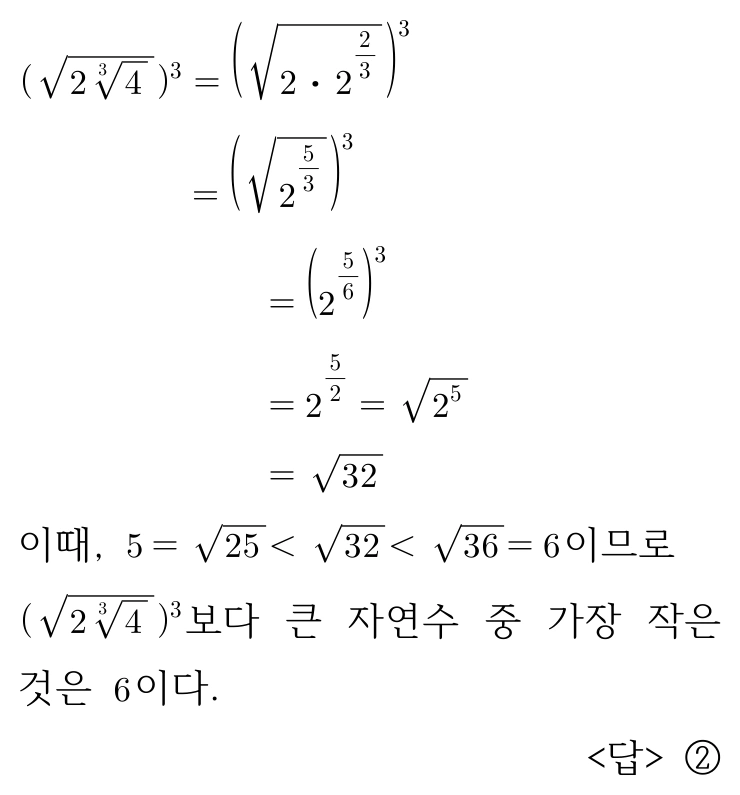 (√(2∛4))³ = (√(2・2^(2/3)))³
= (√(2^(5/3)))³
= (2^(5/6))³
= 2^(5/2) = √(2⁵)
= √32
이때, 5 = √25 < √32 < √36 = 6이므로
(√(2∛4))³보다 큰 자연수 중 가장 작은
것은 6이다.
<답> ②